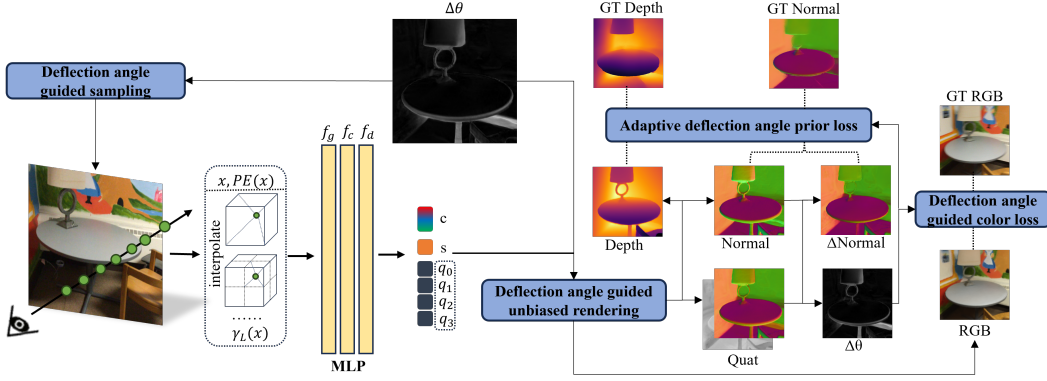 Δθ
GT Depth
GT Normal
Deflection angle
guided sampling
GT RGB
Adaptive deflection angle prior loss
f_g f_c f_d
x, PE(x)
interpolate
......
γ_L(x)
MLP
c
s
q_0
q_1
q_2
q_3
Depth
Normal
ΔNormal
Deflection angle
guided color loss
Deflection angle guided
unbiased rendering
Quat
Δθ
RGB